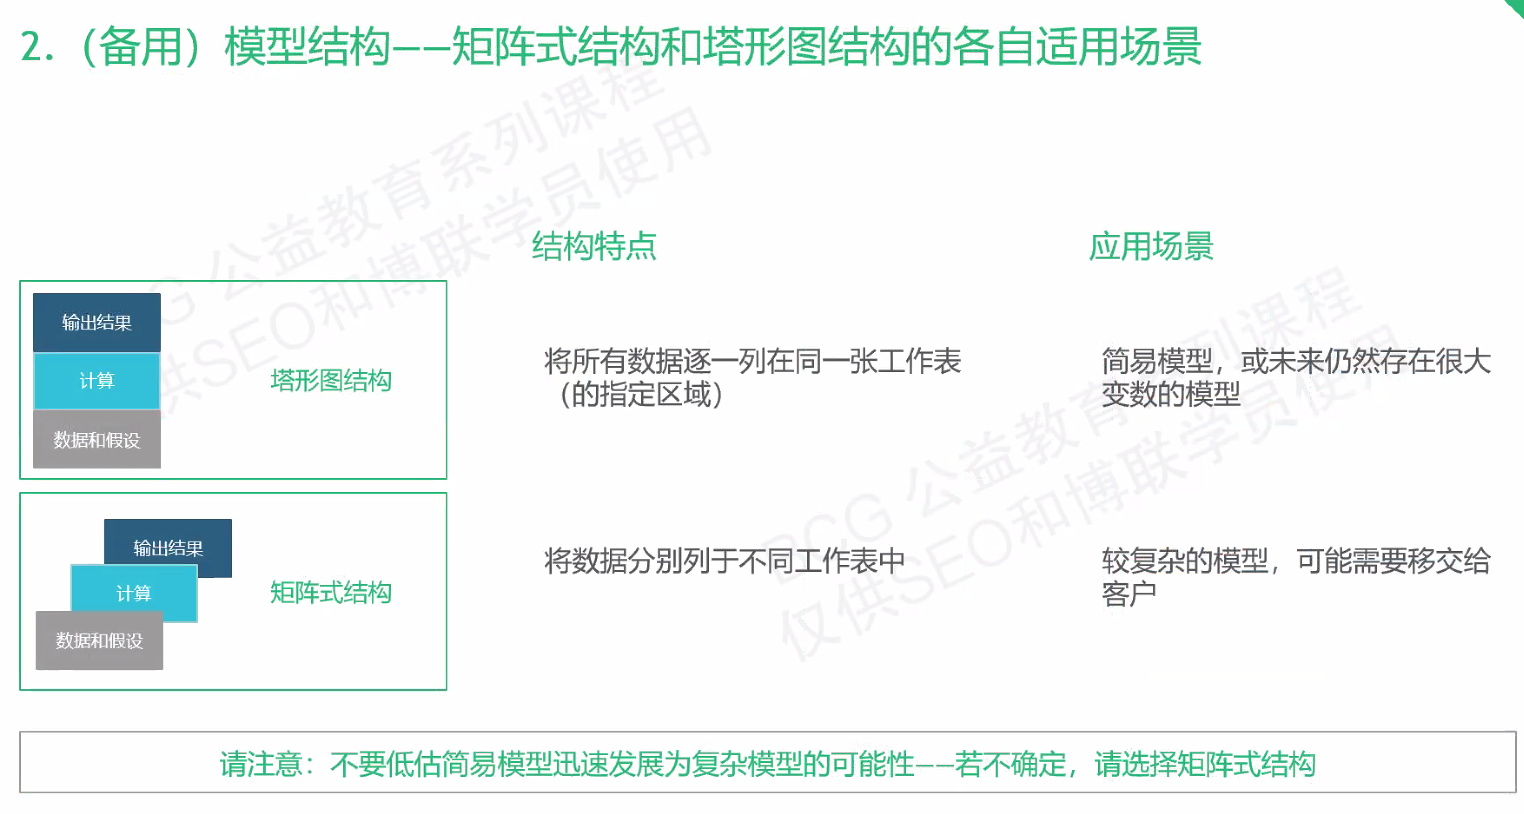 2.（备用）模型结构——矩阵式结构和塔形图结构的各自适用场景
结构特点
应用场景
输出结果
计算
数据和假设
塔形图结构
将所有数据逐一列在同一张工作表
（的指定区域）
简易模型，或未来仍然存在很大
变数的模型
输出结果
计算
数据和假设
矩阵式结构
将数据分别列于不同工作表中
较复杂的模型，可能需要移交给
客户
请注意：不要低估简易模型迅速发展为复杂模型的可能性——若不确定，请选择矩阵式结构
BCG 公益教育系列课程
仅供SEO和博联学员使用
BCG 公益教育系列课程
仅供SEO和博联学员使用